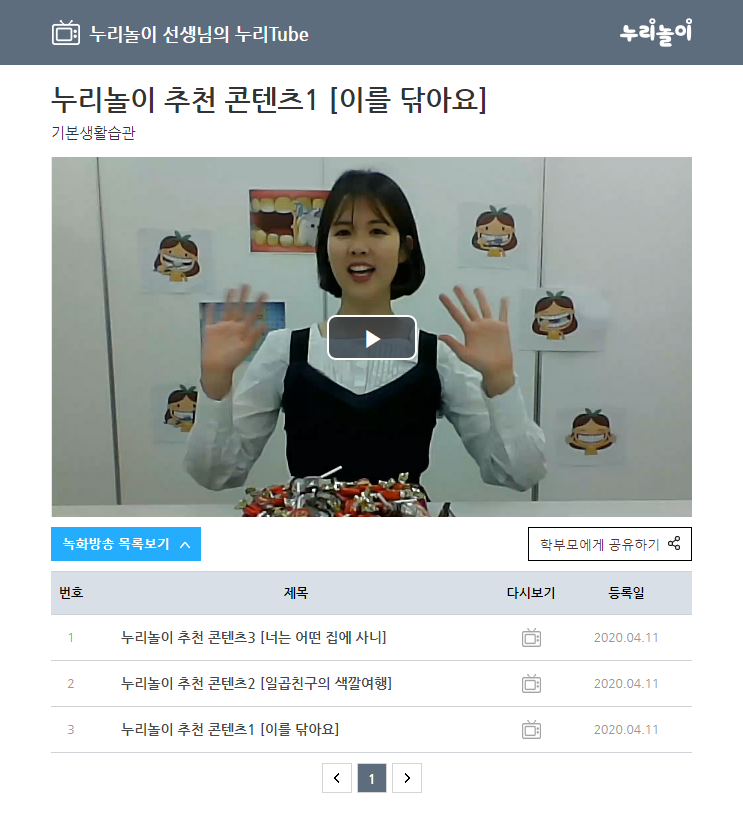 누리놀이 선생님의 누리Tube
누리놀이
누리놀이 추천 콘텐츠1 [이를 닦아요]
기본생활습관
녹화방송 목록보기
학부모에게 공유하기
번호 제목 다시보기 등록일
1 누리놀이 추천 콘텐츠3 [너는 어떤 집에 사니] 2020.04.11
2 누리놀이 추천 콘텐츠2 [일곱친구의 색깔여행] 2020.04.11
3 누리놀이 추천 콘텐츠1 [이를 닦아요] 2020.04.11
1